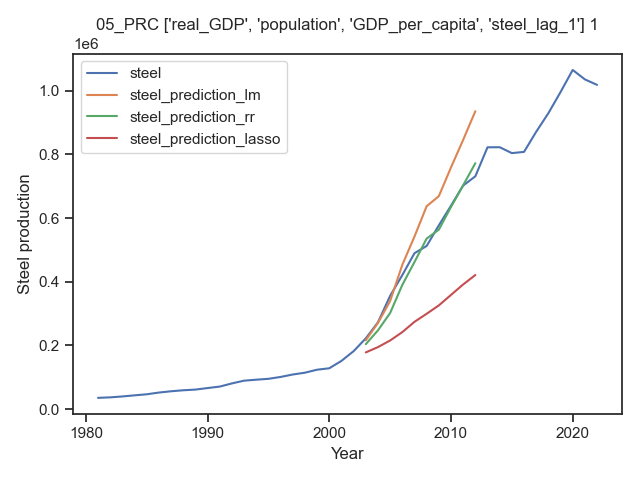 05_PRC ['real_GDP', 'population', 'GDP_per_capita', 'steel_lag_1'] 1
1e6
steel
steel_prediction_lm
steel_prediction_rr
steel_prediction_lasso
Steel production
1.0
0.8
0.6
0.4
0.2
0.0
1980 1990 2000 2010 2020
Year